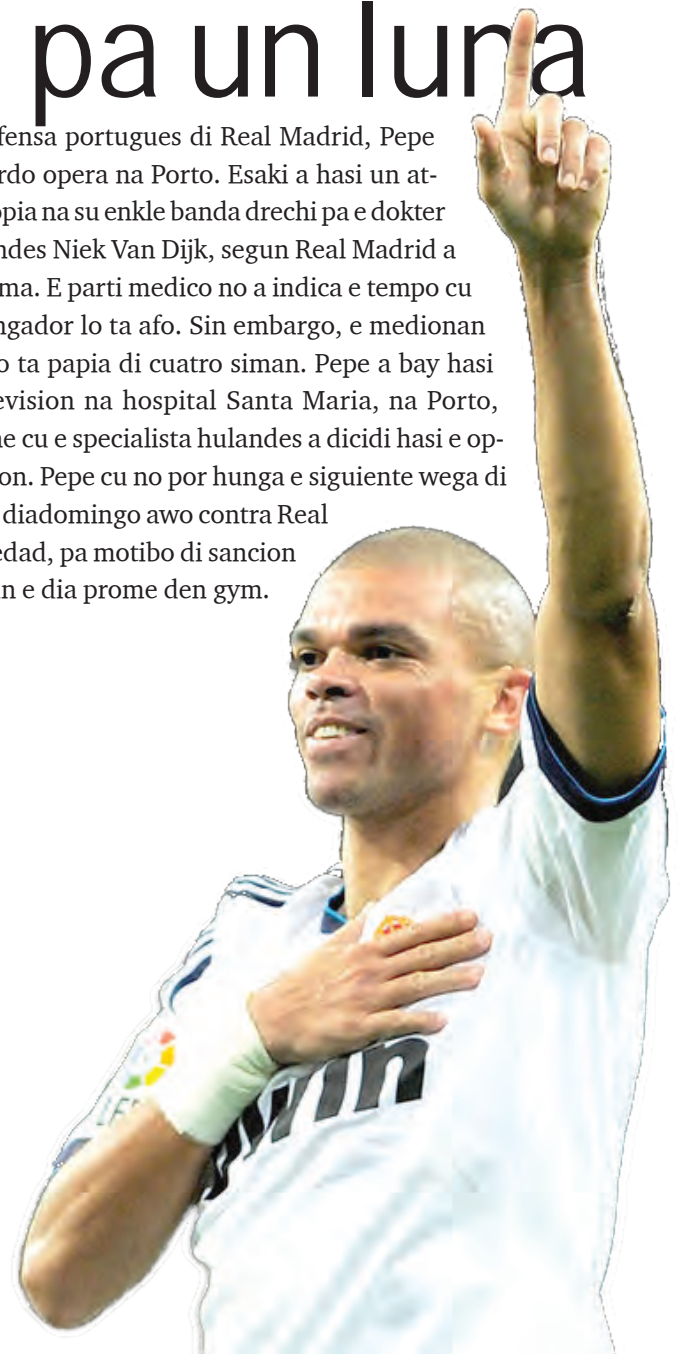 pa un luna
fensa portugues di Real Madrid, Pepe
rdo opera na Porto. Esaki a hasi un at-
opia na su enkle banda drechi pa e dokter
ndes Niek Van Dijk, segun Real Madrid a
ma. E parti medico no a indica e tempo cu
ngador lo ta afo. Sin embargo, e medionan
o ta papia di cuatro siman. Pepe a bay hasi
evision na hospital Santa Maria, na Porto,
ne cu e specialista hulandes a dicidi hasi e op-
on. Pepe cu no por hunga e siguiente wega di
diadomingo awo contra Real
edad, pa motibo di sancion
n e dia prome den gym.
win